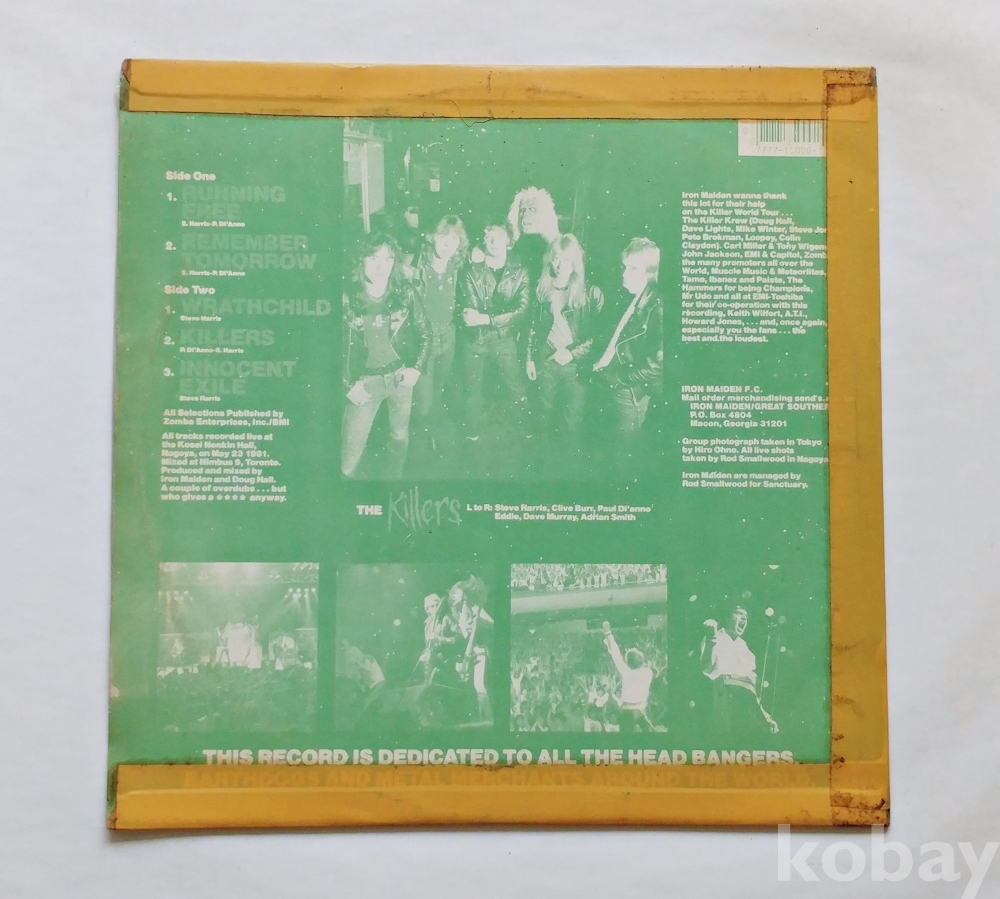 Side One
1. RUNNING
FREE
S. Harris-P. Di'Anno
2. REMEMBER
TOMORROW
S. Harris-P. Di'Anno
Side Two
1. WRATHCHILD
Steve Harris
2. KILLERS
P. Di'Anno-S. Harris
3. INNOCENT
EXILE
Steve Harris
All Selections Published by
Zomba Enterprises, Inc./BMI
All tracks recorded live at
the Kosei Nenkin Hall,
Nagoya, on May 23 1981.
Mixed at Nimbus 9, Toronto.
Produced and mixed by
Iron Maiden and Doug Hall.
A couple of overdubs . . . but
who gives a ★★★★ anyway.
Iron Maiden wanna thank
this lot for their help
on the Killer World Tour . . .
The Killer Krew (Doug Hall,
Dave Lights, Mike Winter, Steve
Pete Brokman, Loopey, Colin
Claydon). Carl Miller & Tony
John Jackson, EMI & Capitol,
the many promoters all over the
World, Muscle Music & Meteorlites,
Tama, Ibanez and Paiste, The
Hammers for being Champions,
Mr Udo and all at EMI-Toshiba
for their co-operation with this
recording, Keith Wilfort, A.T.I.,
Howard Jones, . . . and, once again,
especially you the fans . . . the
best and the loudest.
IRON MAIDEN F.C.
Mail order merchandising send s.
IRON MAIDEN/GREAT SOUTHER
P.O. Box 4804
Macon, Georgia 31201
Group photograph taken in Tokyo
by Hiro Ohno. All live shots
taken by Rod Smallwood in Nagoya
Iron Maiden are managed by
Rod Smallwood for Sanctuary.
THE Killers L to R: Steve Harris, Clive Burr, Paul Di'anno
Eddie, Dave Murray, Adrian Smith
THIS RECORD IS DEDICATED TO ALL THE HEAD BANGERS
EARTHDOGS AND METAL MERCHANTS AROUND THE WORLD
kobay